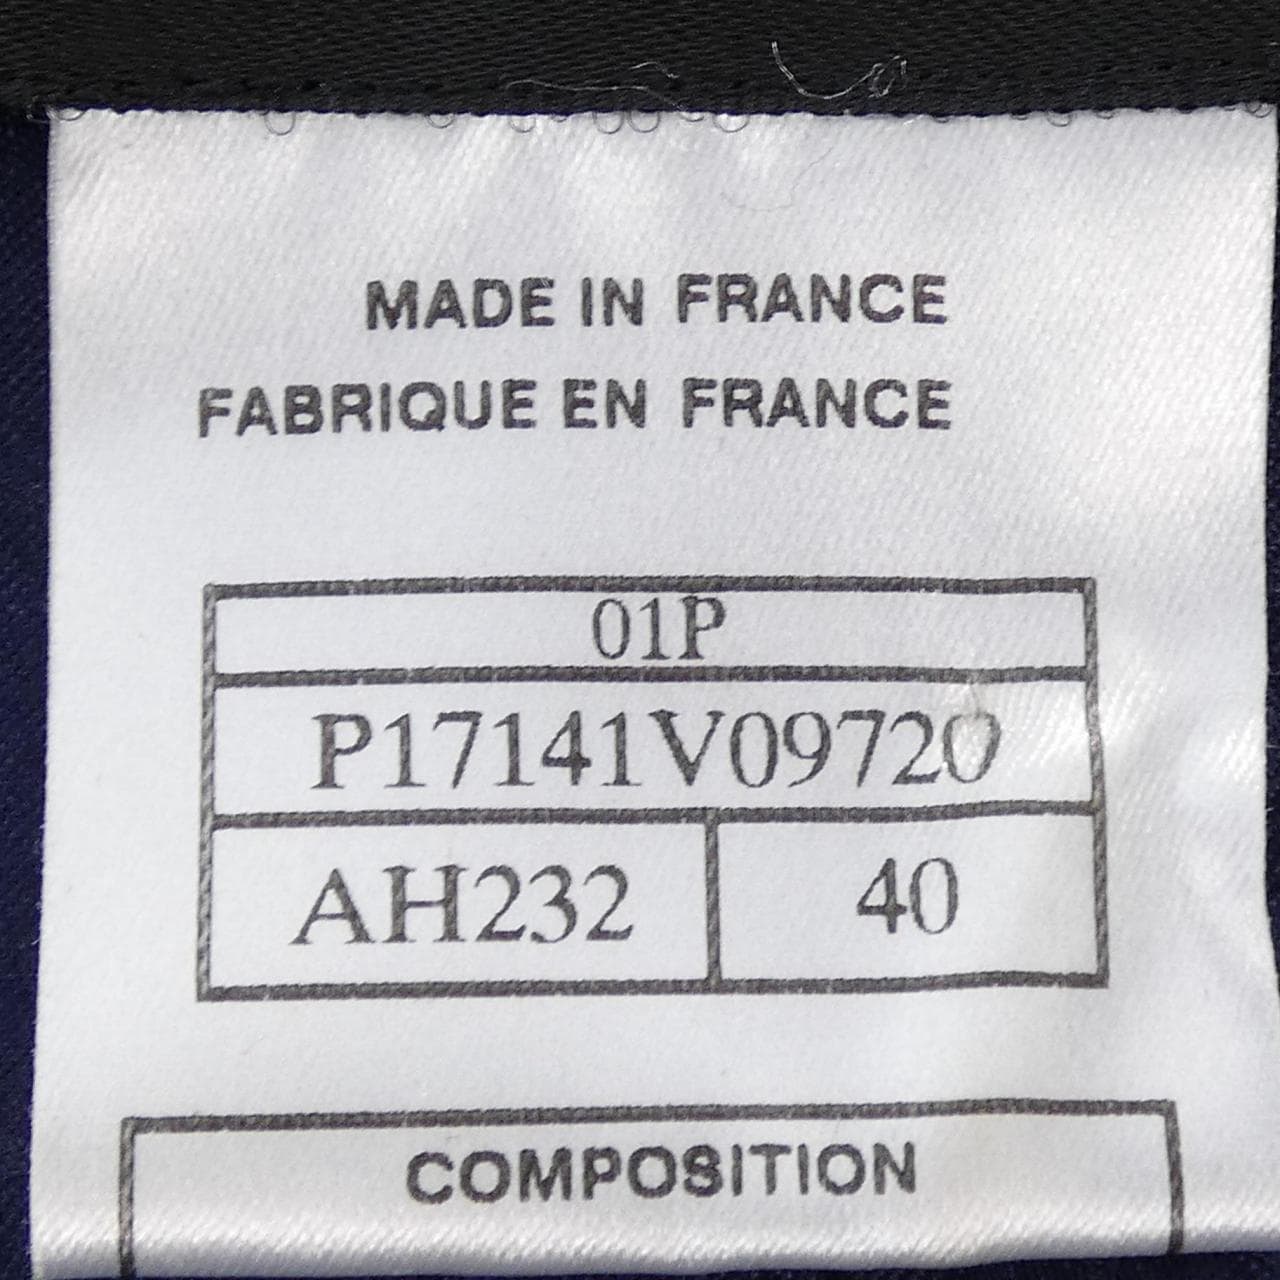 MADE IN FRANCE
FABRIQUE EN FRANCE
01P
P17141V09720
AH232 40
COMPOSITION